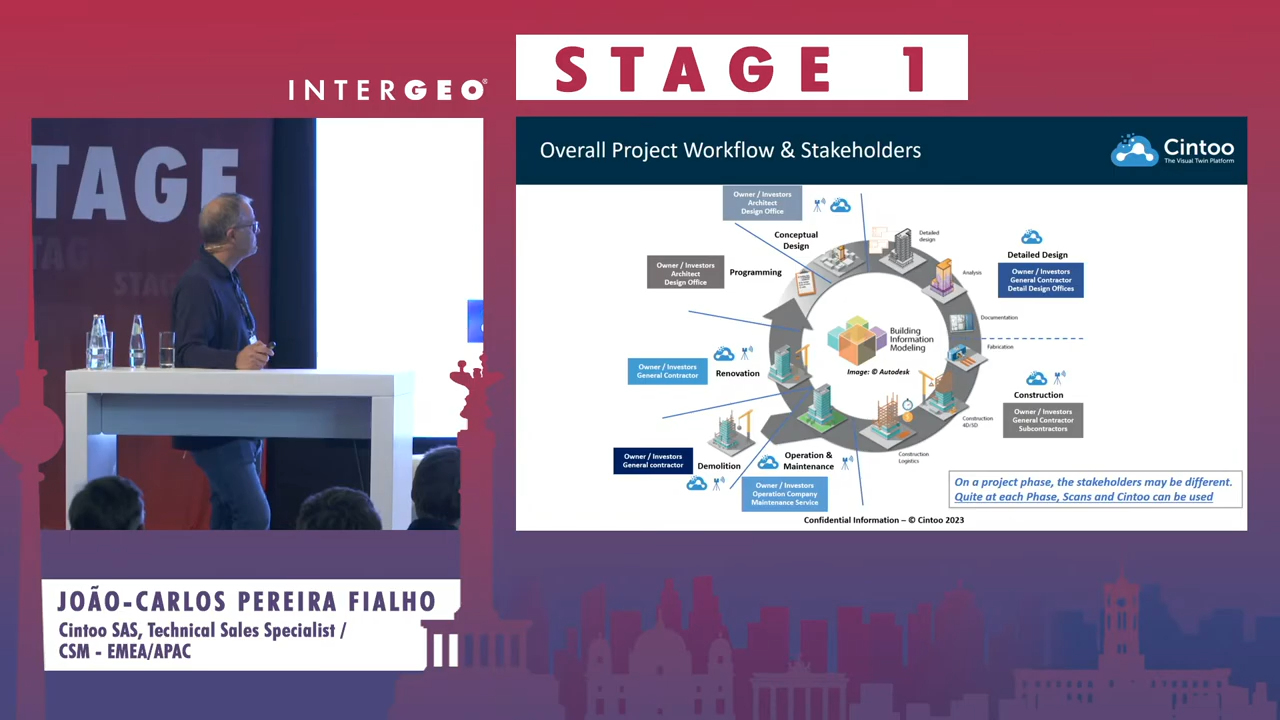 INTERGEO®
STAGE 1
TAGE
STAG
Overall Project Workflow & Stakeholders
Cintoo
The Visual Twin Platform
Owner / Investors
Architect
Design Office
Conceptual
Design
Detailed
design
Detailed Design
Owner / Investors
General Contractor
Detail Design Offices
Owner / Investors
Architect
Design Office
Programming
Analysis
Documentation
Fabrication
Building
Information
Modeling
Image: © Autodesk
Owner / Investors
General Contractor
Renovation
Construction
Owner / Investors
General Contractor
Subcontractors
Construction
4D/5D
Construction
Logistics
Owner / Investors
General contractor
Demolition
Operation &
Maintenance
Owner / Investors
Operation Company
Maintenance Service
On a project phase, the stakeholders may be different.
Quite at each Phase, Scans and Cintoo can be used
Confidential Information – © Cintoo 2023
JOÃO-CARLOS PEREIRA FIALHO
Cintoo SAS, Technical Sales Specialist /
CSM - EMEA/APAC